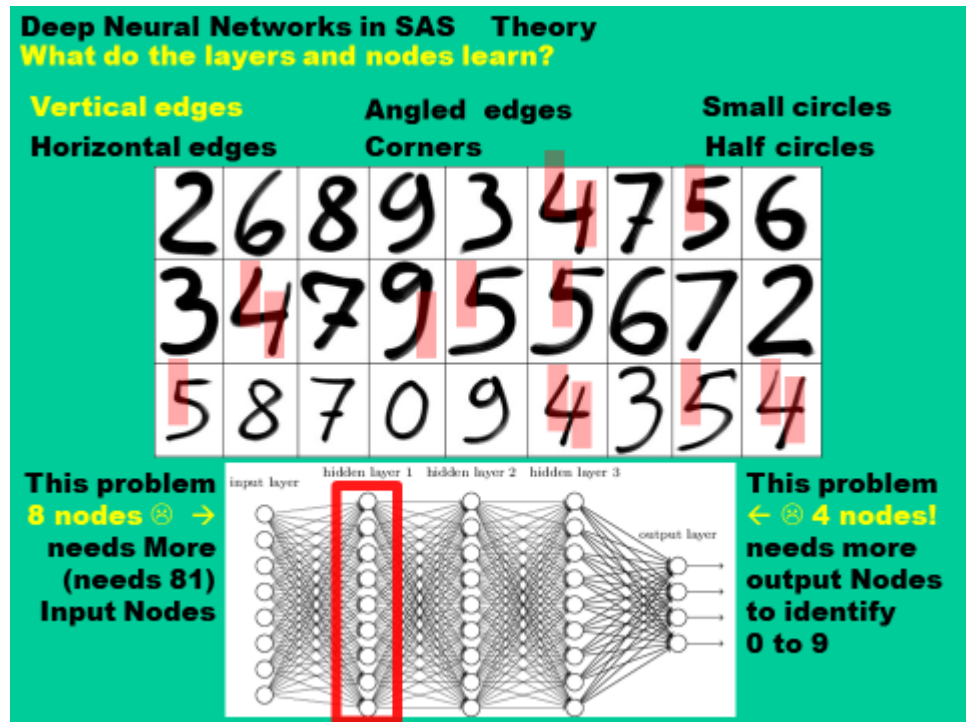 Deep Neural Networks in SAS Theory
What do the layers and nodes learn?
Vertical edges Angled edges Small circles
Horizontal edges Corners Half circles
2 6 8 9 3 4 7 5 6
3 4 7 9 5 5 6 7 2
5 8 7 0 9 4 3 5 4
This problem
8 nodes ☹ →
needs More
(needs 81)
Input Nodes
input layer
hidden layer 1 hidden layer 2 hidden layer 3
output layer
This problem
← ☹ 4 nodes!
needs more
output Nodes
to identify
0 to 9